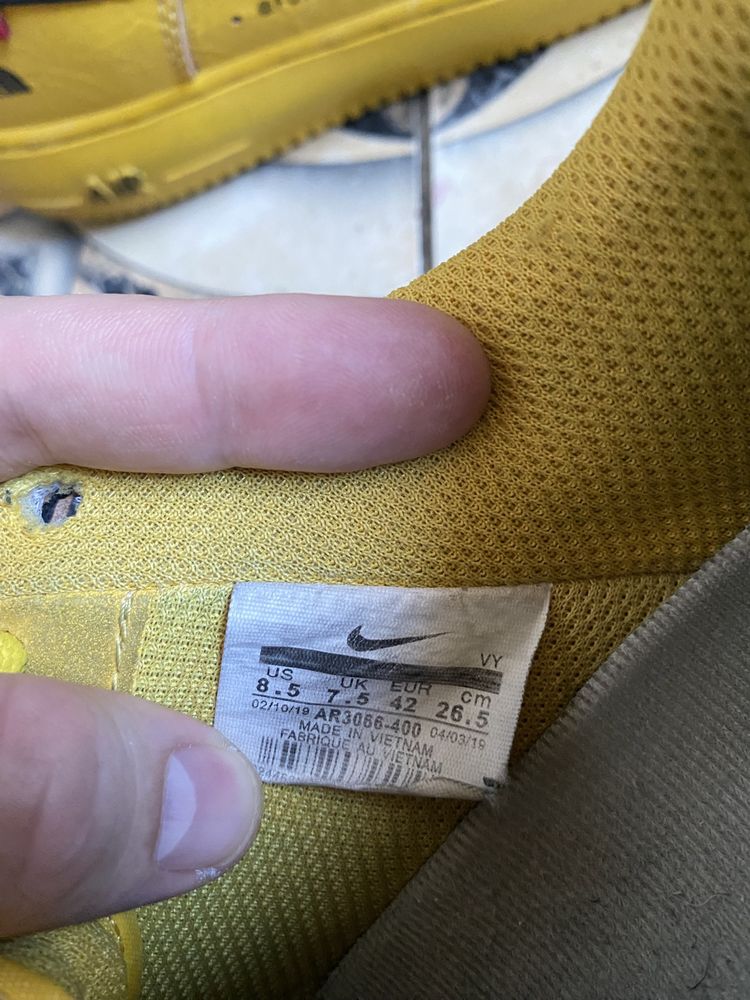 VY
US UK EUR cm
8.5 7.5 42 26.5
02/10/19 AR3066-400 04/03/19
MADE IN VIETNAM
FABRIQUE AU VIETNAM